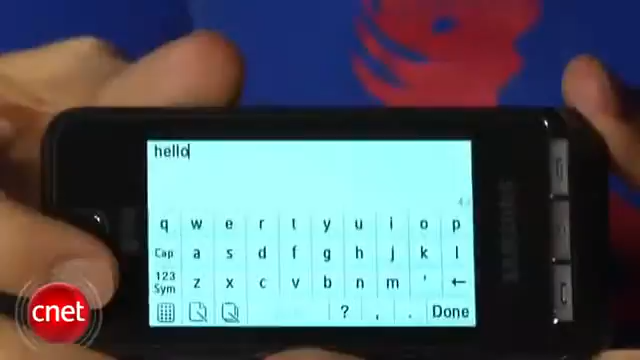 hello
q w e r t y u i o p
Cap a s d f g h j k l
123
Sym z x c v b n m ' ←
? , . Done
SAMSUNG
cnet